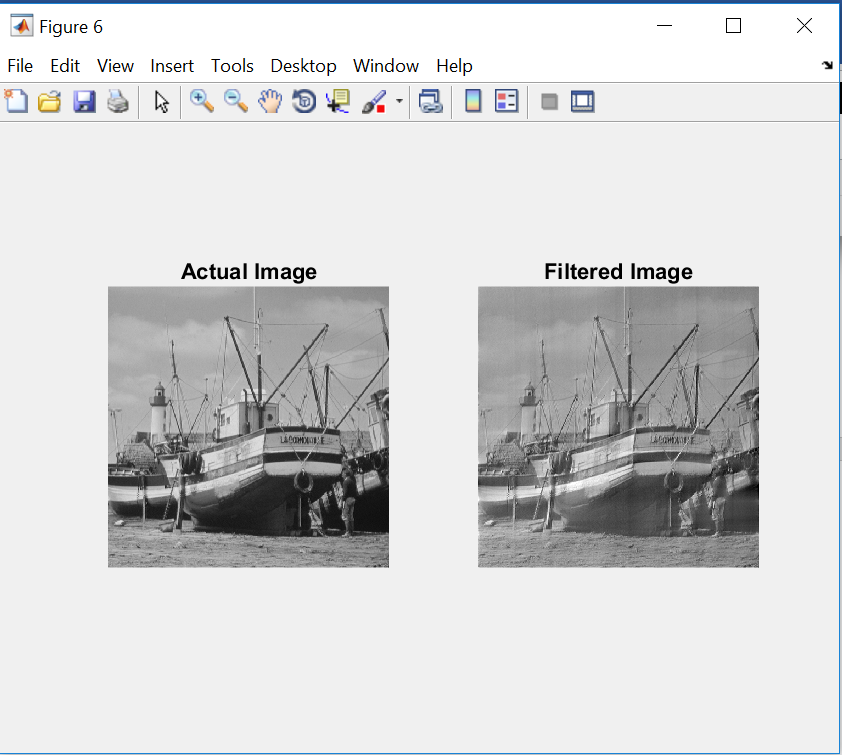 Figure 6
File Edit View Insert Tools Desktop Window Help
Actual Image
Filtered Image